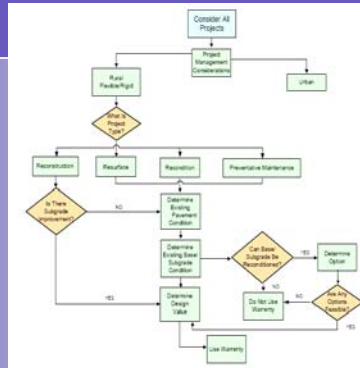 Consider All
Projects
Project
Management
Considerations
Rural
Flexible/Rigid
Urban
What Is
Project
Type?
Reconstruction
Resurface
Recondition
Preventative Maintenance
Is There
Subgrade
Improvement?
NO
Determine
Existing
Pavement
Condition
Determine
Existing Base/
Subgrade
Condition
Can Base/
Subgrade Be
Reconditioned?
YES
Determine
Option
NO
NO
Are Any
Options
Feasible?
Do Not Use
Warranty
YES
Determine
Design
Value
YES
Use Warranty